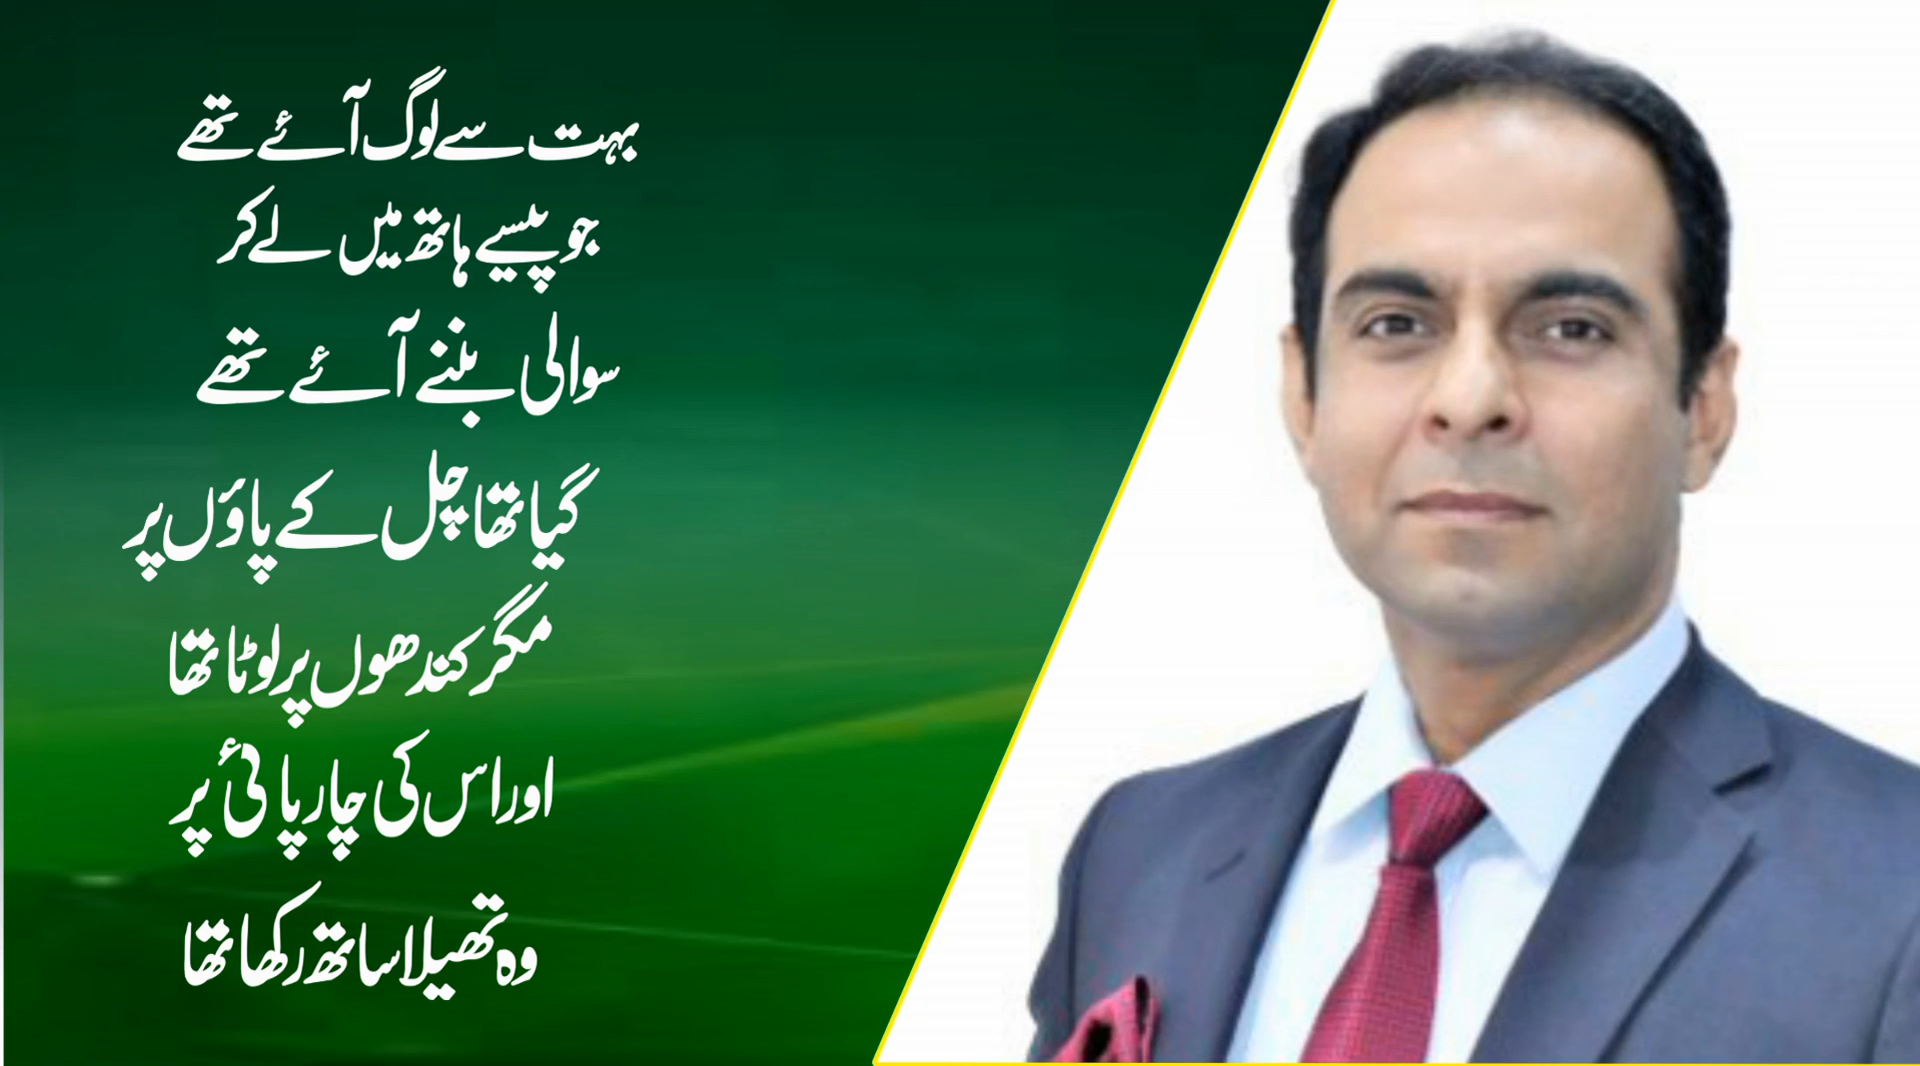 بہت سے لوگ آئے تھے
جو پیسے ہاتھ میں لے کر
سوالی بننے آئے تھے
گیا تھا چل کے پاؤں پر
مگر کندھوں پر لوٹا تھا
اور اس کی چارپائی پر
وہ تھیلا ساتھ رکھا تھا